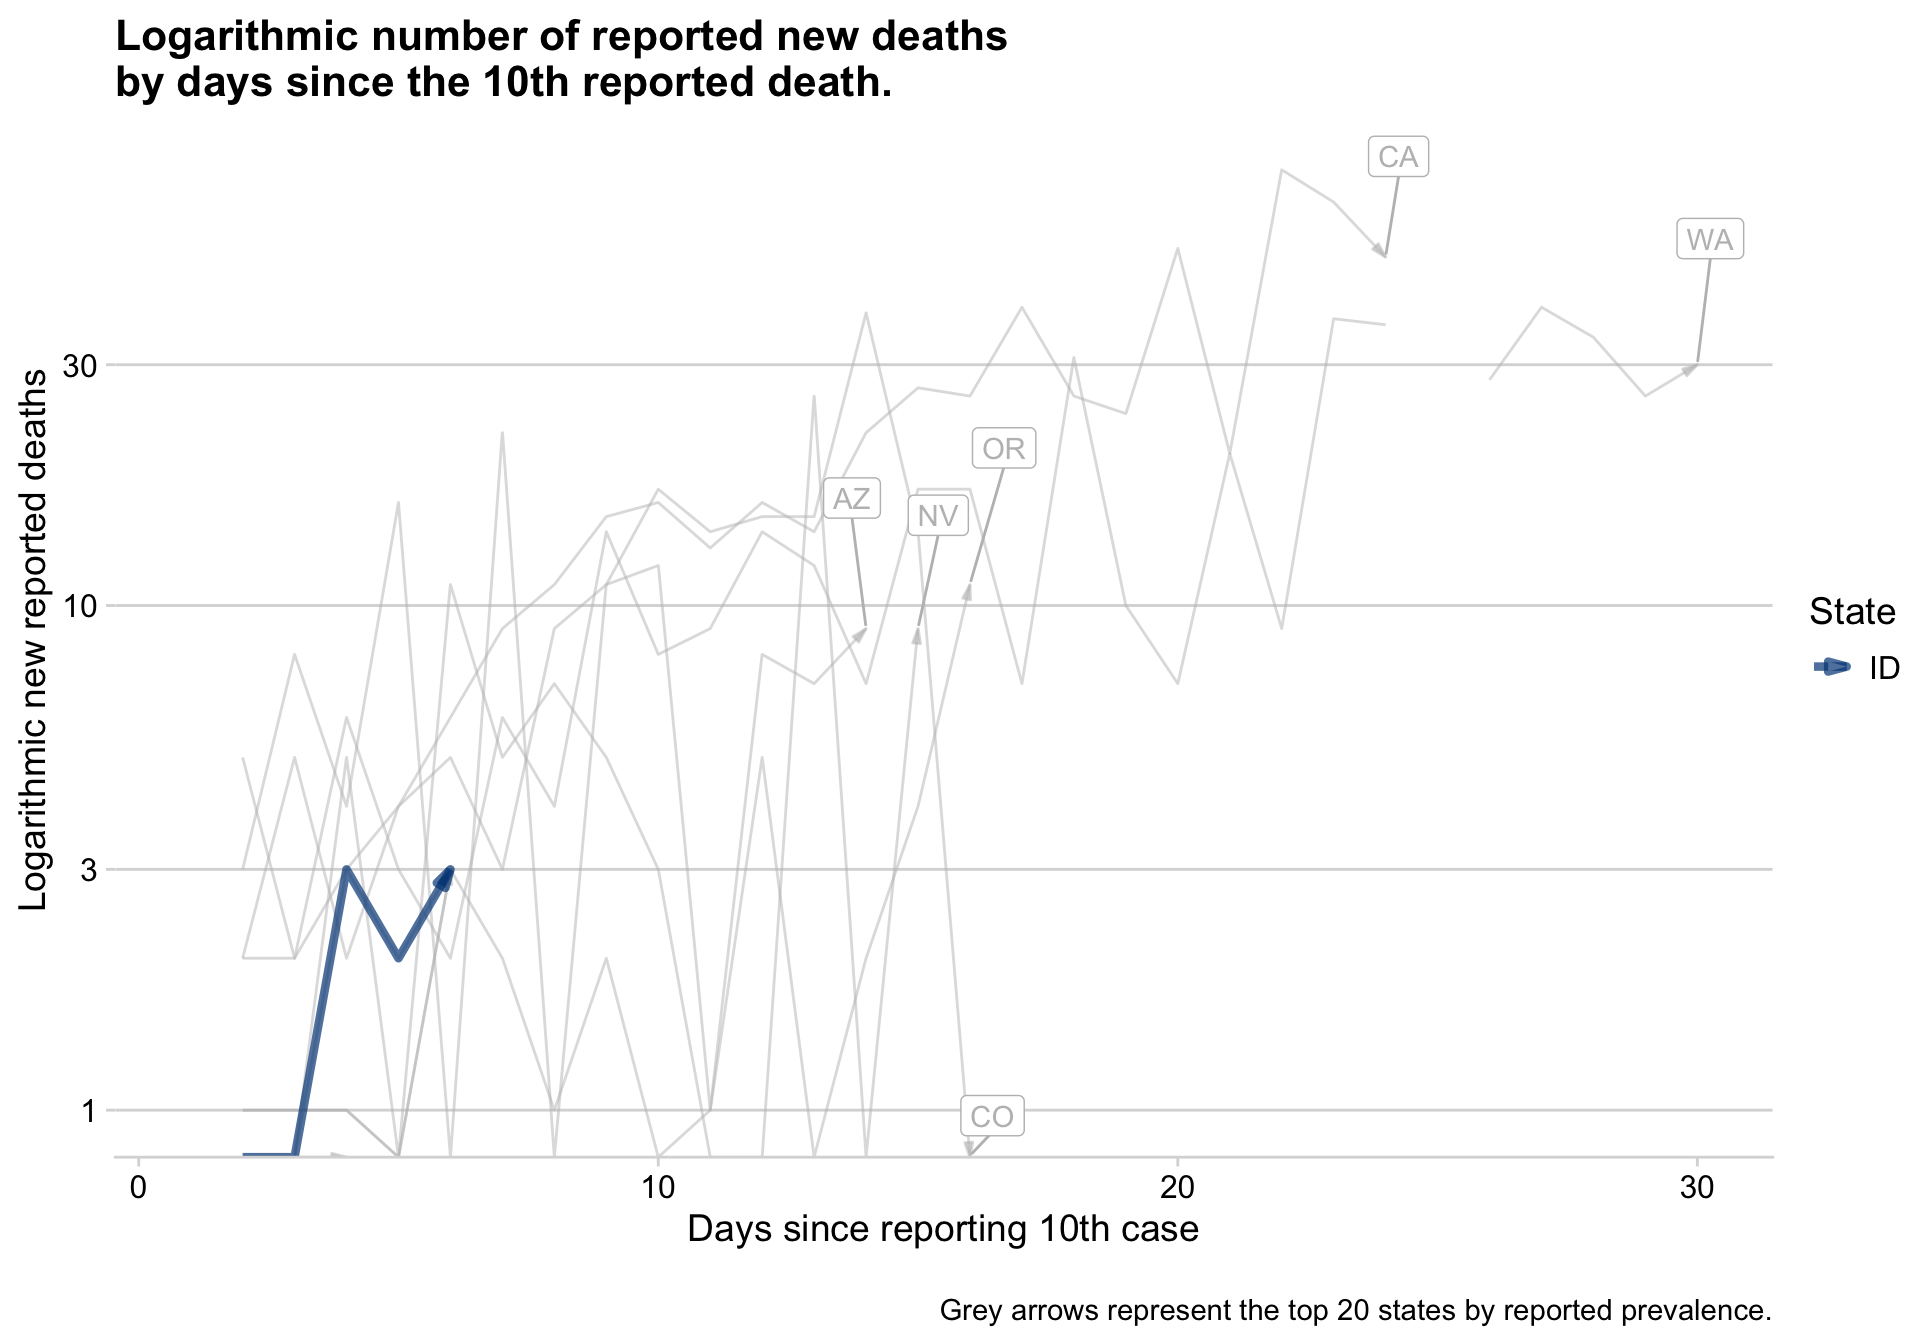 Logarithmic number of reported new deaths
by days since the 10th reported death.
CA
WA
OR
AZ
NV
CO
Logarithmic new reported deaths
30
10
3
1
0
10
20
30
Days since reporting 10th case
State
ID
Grey arrows represent the top 20 states by reported prevalence.